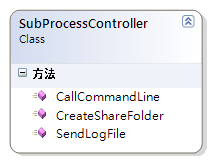 SubProcessController
Class
方法
CallCommandLine
CreateShareFolder
SendLogFile